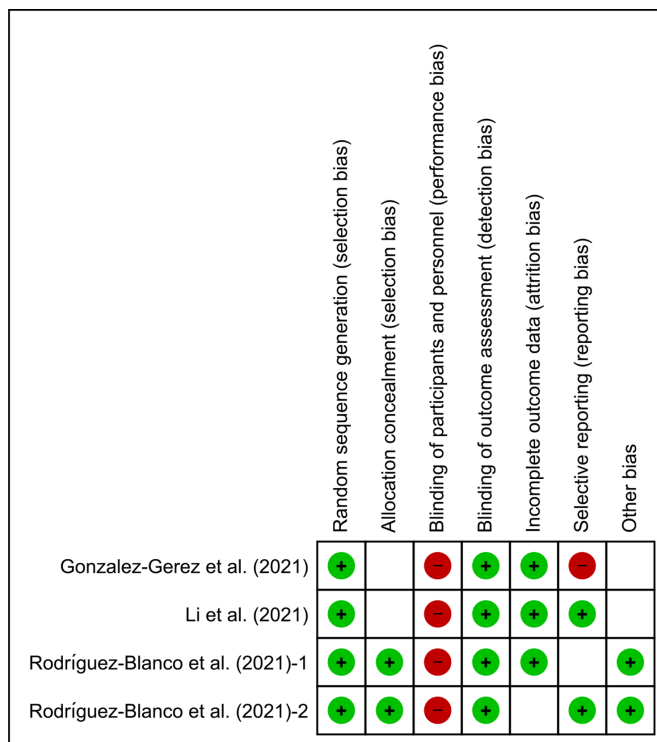 Random sequence generation (selection bias)
Allocation concealment (selection bias)
Blinding of participants and personnel (performance bias)
Blinding of outcome assessment (detection bias)
Incomplete outcome data (attrition bias)
Selective reporting (reporting bias)
Other bias
Gonzalez-Gerez et al. (2021) + − + + −
Li et al. (2021) + − + + +
Rodríguez-Blanco et al. (2021)-1 + + − + + +
Rodríguez-Blanco et al. (2021)-2 + + − + + +